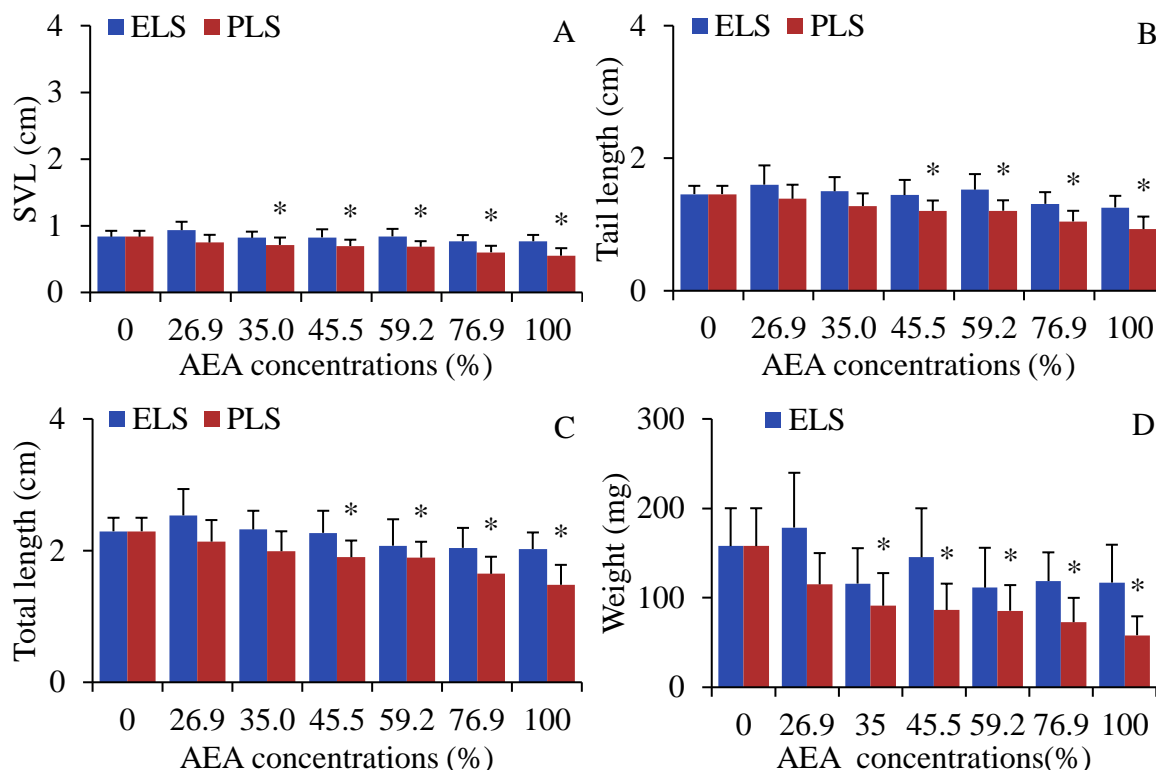 ELS PLS
A
SVL (cm)
4
3
2
1
0
* * * * *
0 26.9 35.0 45.5 59.2 76.9 100
AEA concentrations (%)
ELS PLS
B
Tail length (cm)
4
2
0
* * * *
0 26.9 35.0 45.5 59.2 76.9 100
AEA concentrations (%)
ELS PLS
C
Total length (cm)
4
2
0
* * * *
0 26.9 35.0 45.5 59.2 76.9 100
AEA concentrations (%)
ELS
D
Weight (mg)
300
200
100
0
* * * * *
0 26.9 35 45.5 59.2 76.9 100
AEA concentrations(%)